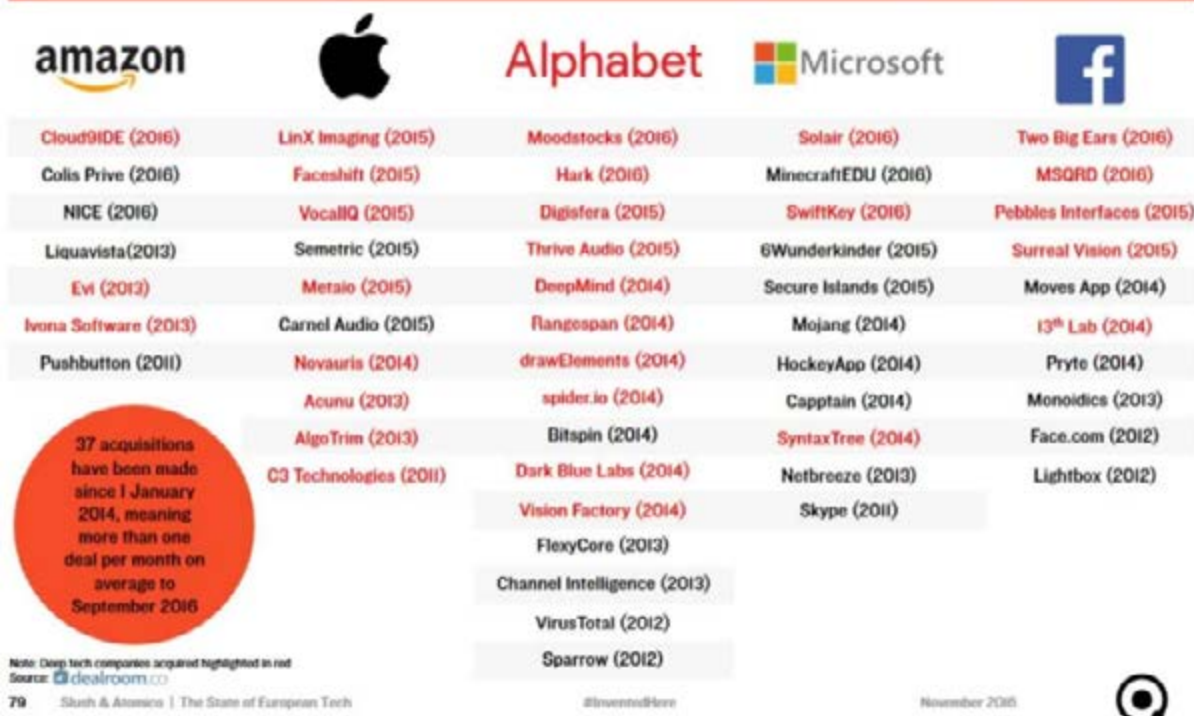 amazon
Alphabet
Microsoft
f
Cloud9IDE (2016)
Colis Prive (2016)
NICE (2016)
Liquavista(2013)
Evi (2013)
Ivona Software (2013)
Pushbutton (2011)
LinX Imaging (2015)
Faceshift (2015)
VocalIQ (2015)
Semetric (2015)
Metaio (2015)
Carnel Audio (2015)
Novauris (2014)
Acunu (2013)
AlgoTrim (2013)
C3 Technologies (2011)
Moodstocks (2016)
Hark (2016)
Digisfera (2015)
Thrive Audio (2015)
DeepMind (2014)
Rangespan (2014)
drawElements (2014)
spider.io (2014)
Bitspin (2014)
Dark Blue Labs (2014)
Vision Factory (2014)
FlexyCore (2013)
Channel Intelligence (2013)
VirusTotal (2012)
Sparrow (2012)
Solair (2016)
MinecraftEDU (2016)
SwiftKey (2016)
6Wunderkinder (2015)
Secure Islands (2015)
Mojang (2014)
HockeyApp (2014)
Capptain (2014)
SyntaxTree (2014)
Netbreeze (2013)
Skype (2011)
Two Big Ears (2016)
MSQRD (2016)
Pebbles Interfaces (2015)
Surreal Vision (2015)
Moves App (2014)
13th Lab (2014)
Pryte (2014)
Monoidics (2013)
Face.com (2012)
Lightbox (2012)
37 acquisitions
have been made
since 1 January
2014, meaning
more than one
deal per month on
average to
September 2016
Note: Deep tech companies acquired highlighted in red
Source: dealroom.co
79 Slush & Atomico | The State of European Tech
#InventedHere
November 2016